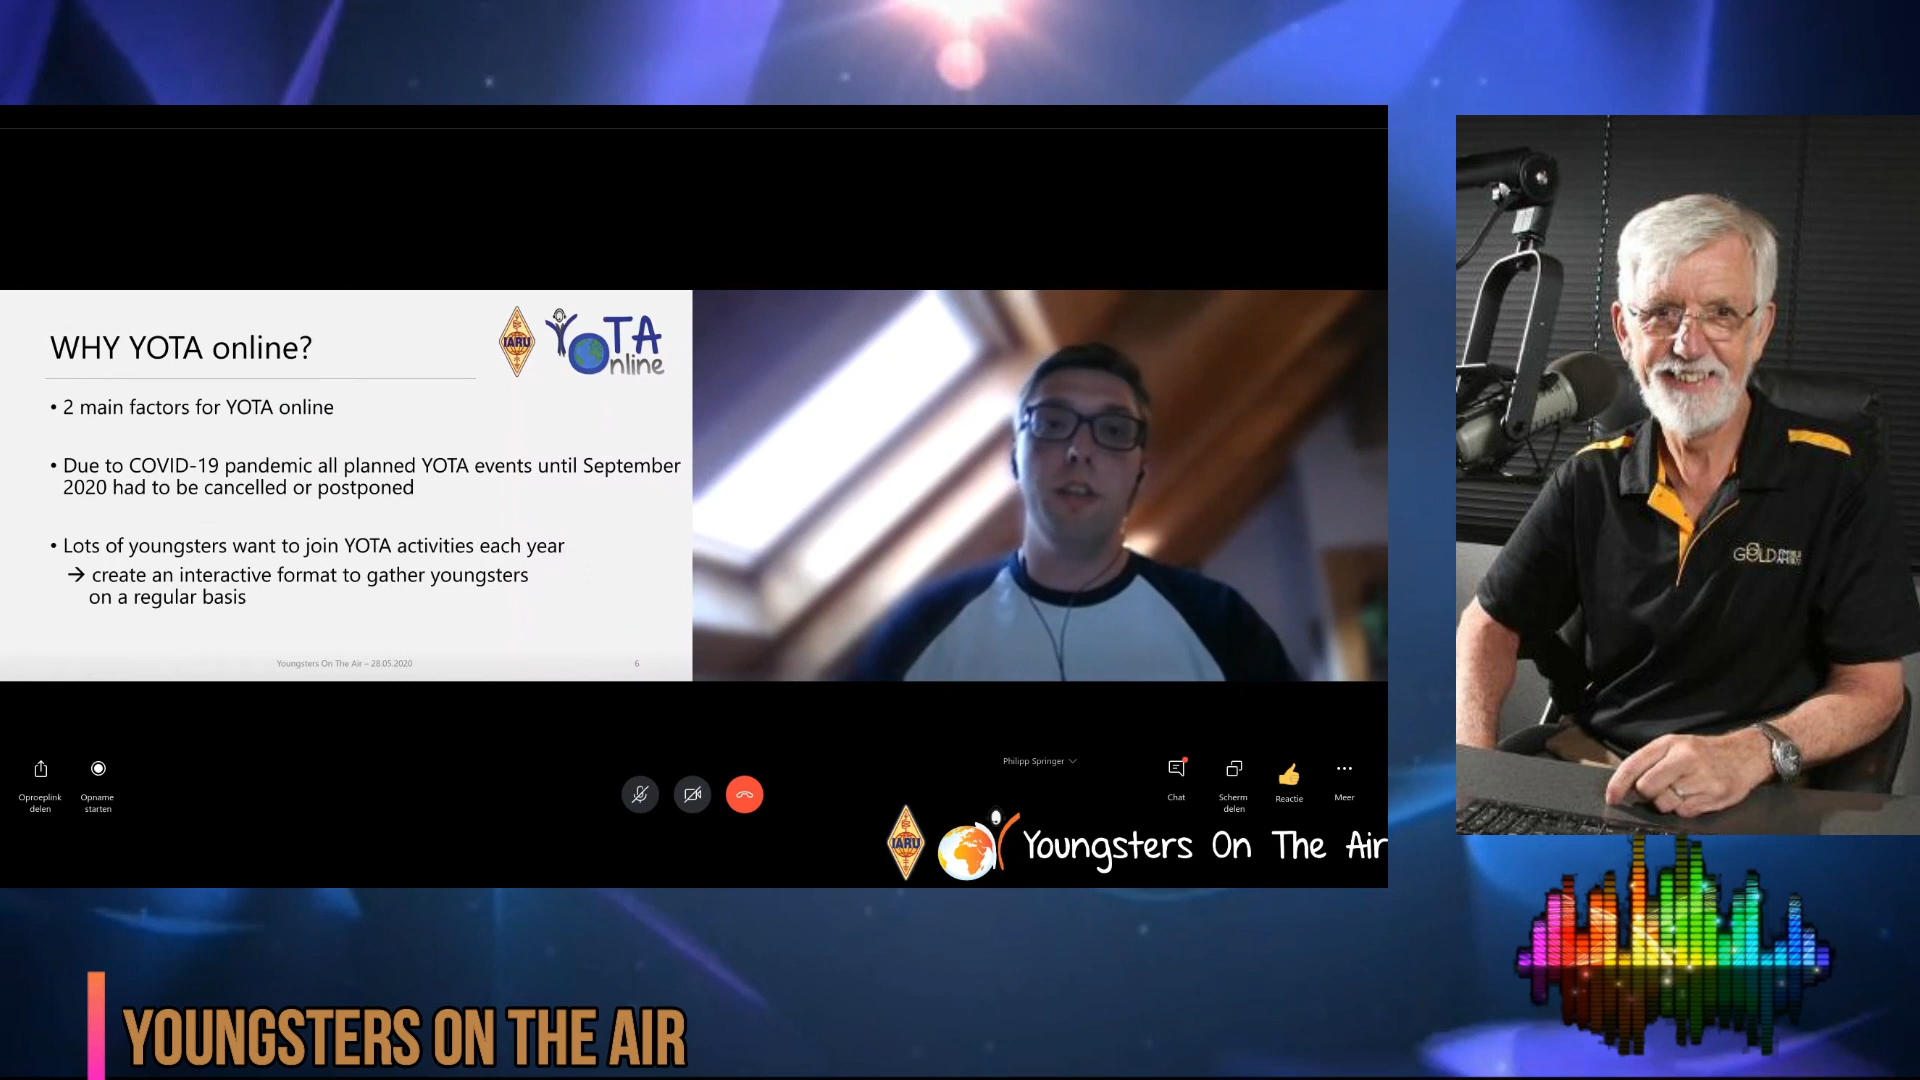 WHY YOTA online?
IARU
YOTA
online
• 2 main factors for YOTA online
• Due to COVID-19 pandemic all planned YOTA events until September
2020 had to be cancelled or postponed
• Lots of youngsters want to join YOTA activities each year
→ create an interactive format to gather youngsters
on a regular basis
Youngsters On The Air – 28.05.2020
6
GOLD
Philipp Springer
Oproeplink
delen
Opname
starten
Chat
Scherm
delen
Reactie
Meer
IARU
Youngsters On The Air
YOUNGSTERS ON THE AIR